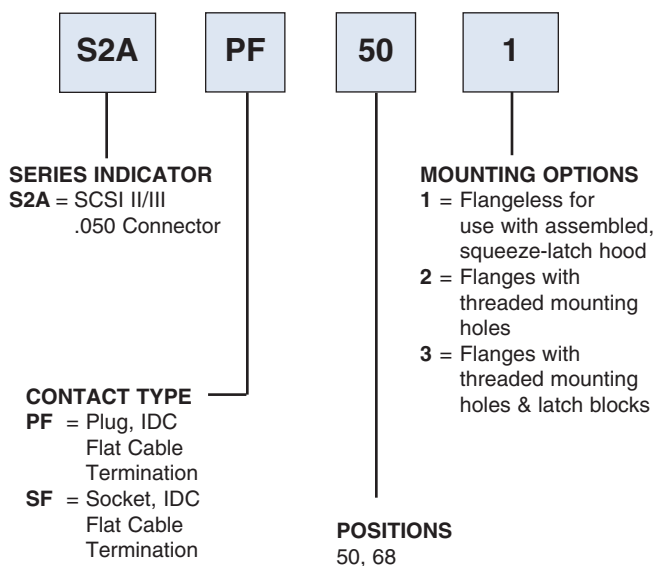 S2A PF 50 1
SERIES INDICATOR
S2A = SCSI II/III
.050 Connector
MOUNTING OPTIONS
1 = Flangeless for
use with assembled,
squeeze-latch hood
2 = Flanges with
threaded mounting
holes
3 = Flanges with
threaded mounting
holes & latch blocks
CONTACT TYPE
PF = Plug, IDC
Flat Cable
Termination
SF = Socket, IDC
Flat Cable
Termination
POSITIONS
50, 68